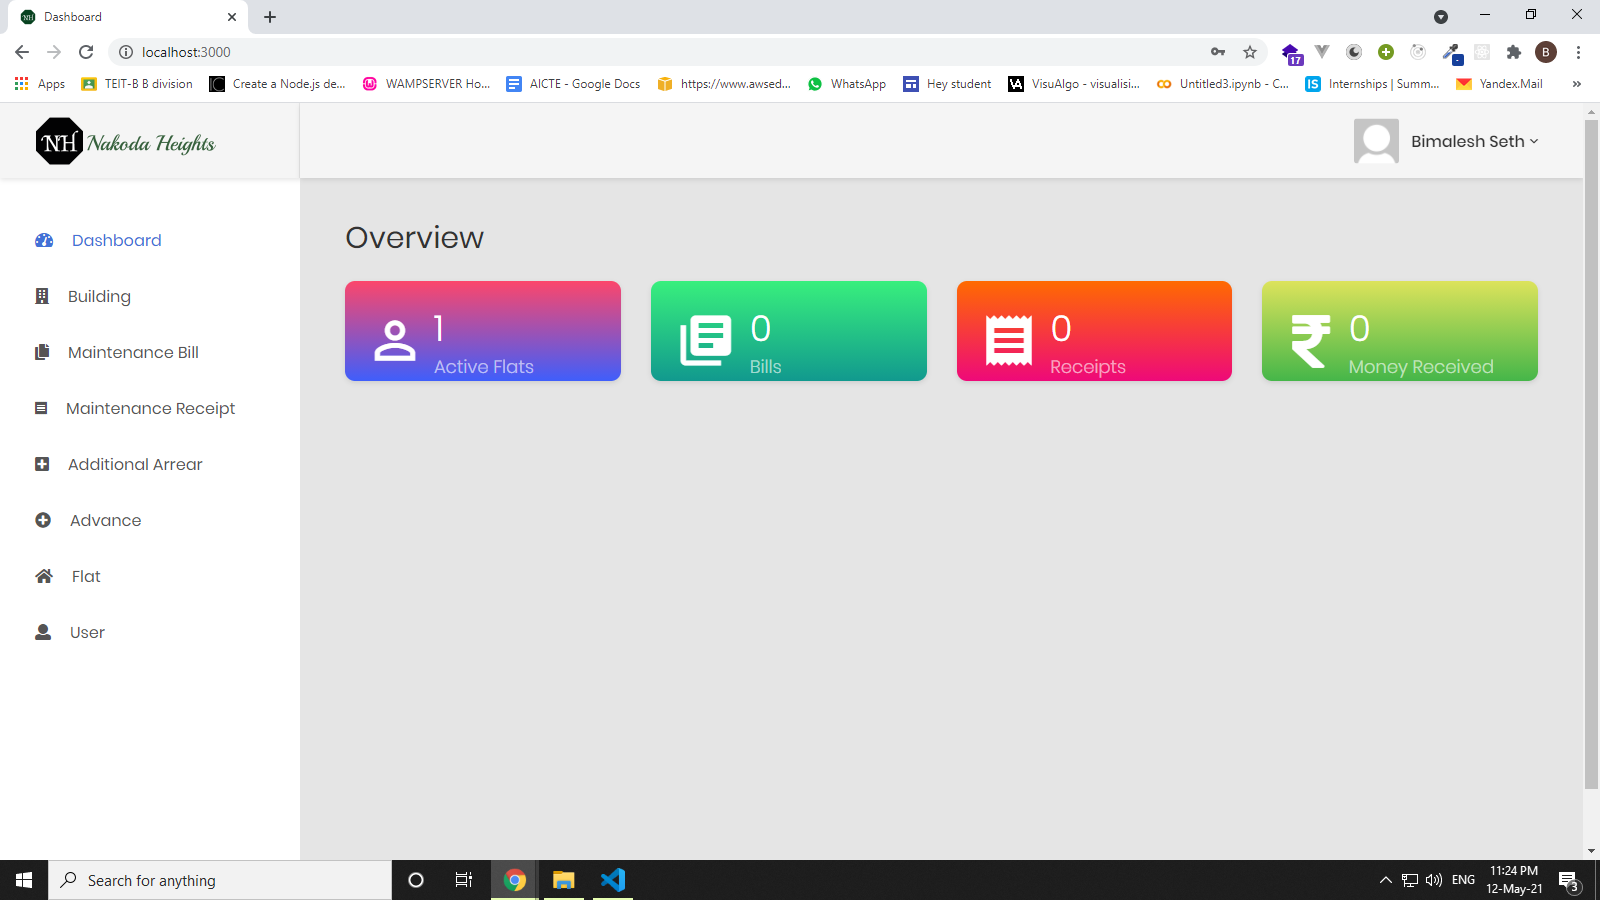 Dashboard
localhost:3000
17
B
Apps
TEIT-B B division
Create a Node.js de...
WAMPSERVER Ho...
AICTE - Google Docs
https://www.awsed...
WhatsApp
Hey student
VisuAlgo - visualisi...
Untitled3.ipynb - C...
Internships | Summ...
Yandex.Mail
»
NH Nakoda Heights
Bimalesh Seth
Dashboard
Building
Maintenance Bill
Maintenance Receipt
Additional Arrear
Advance
Flat
User
Overview
1
Active Flats
0
Bills
0
Receipts
₹ 0
Money Received
Search for anything
ENG
11:24 PM
12-May-21
3